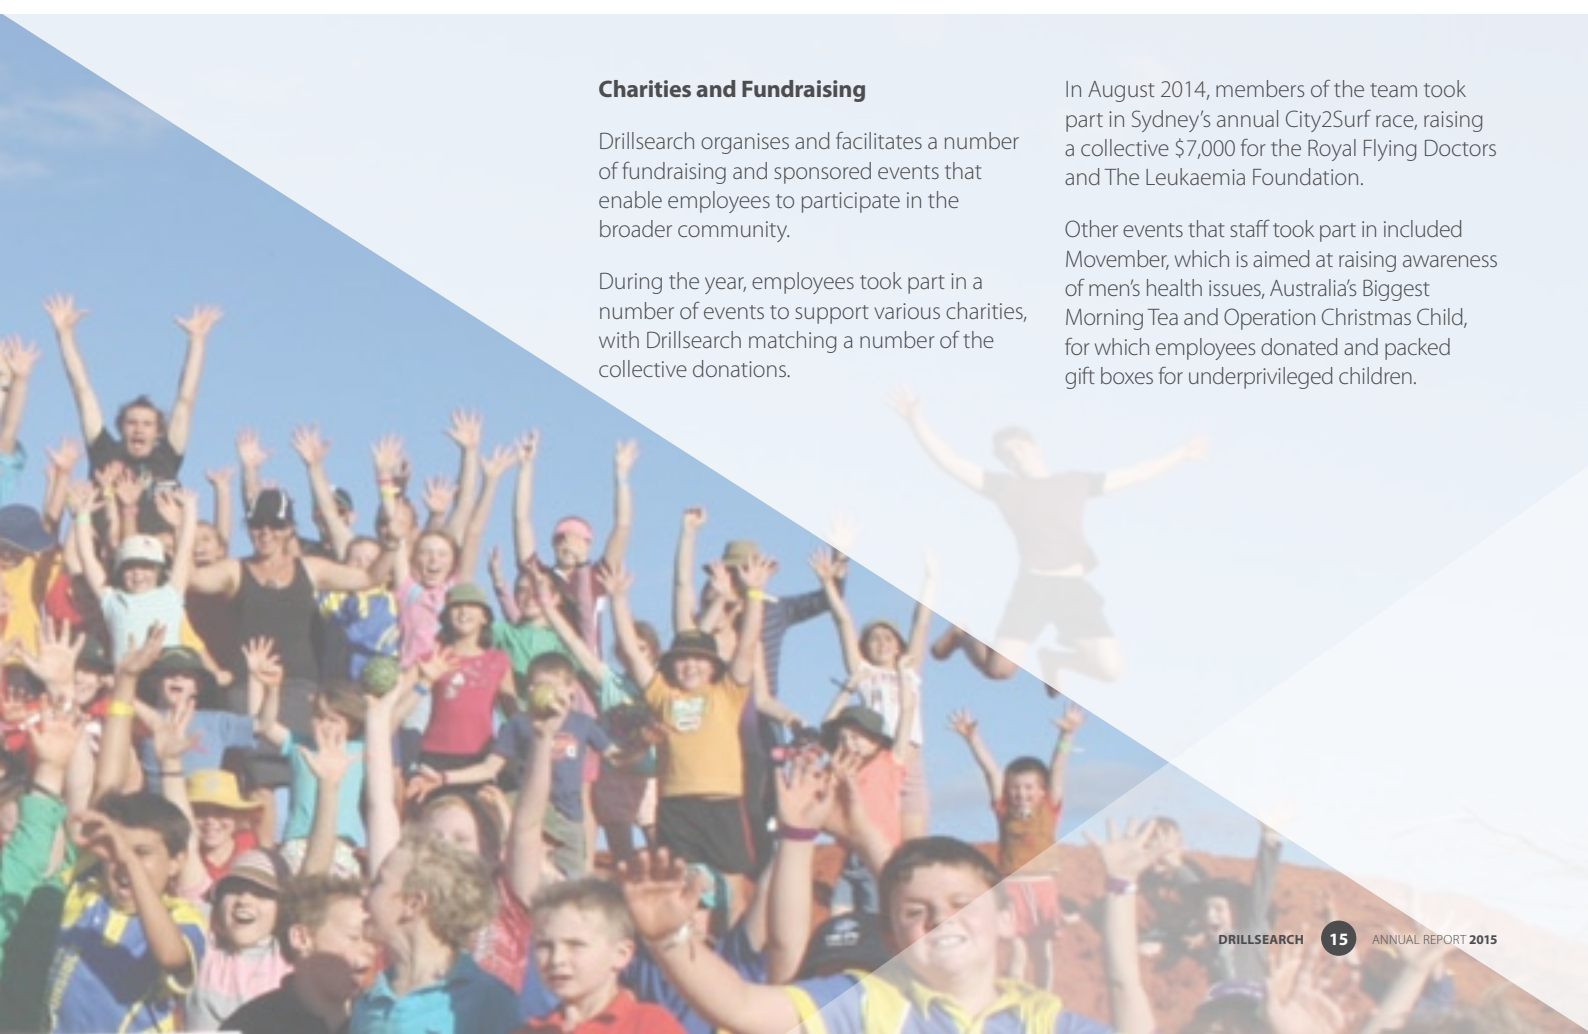 Charities and Fundraising
Drillsearch organises and facilitates a number
of fundraising and sponsored events that
enable employees to participate in the
broader community.
During the year, employees took part in a
number of events to support various charities,
with Drillsearch matching a number of the
collective donations.
In August 2014, members of the team took
part in Sydney’s annual City2Surf race, raising
a collective $7,000 for the Royal Flying Doctors
and The Leukaemia Foundation.
Other events that staff took part in included
Movember, which is aimed at raising awareness
of men’s health issues, Australia’s Biggest
Morning Tea and Operation Christmas Child,
for which employees donated and packed
gift boxes for underprivileged children.
DRILLSEARCH 15 ANNUAL REPORT 2015